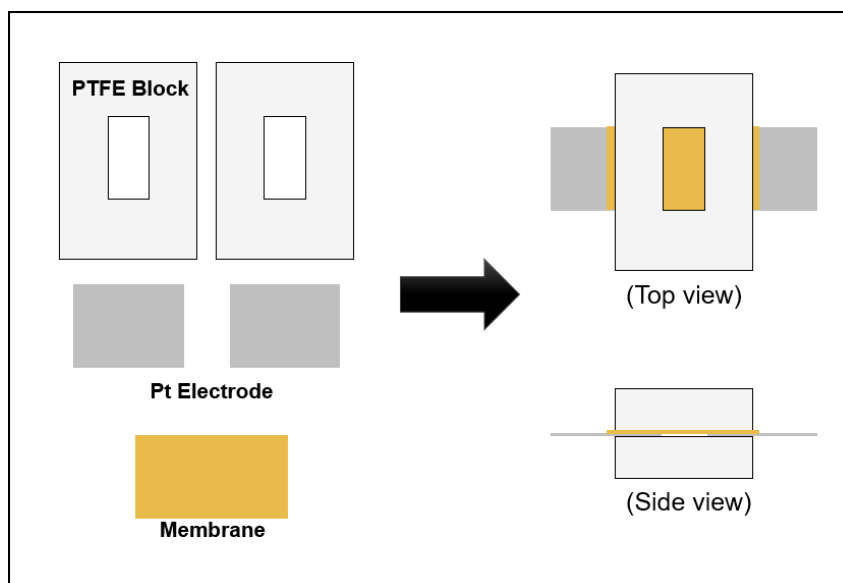 PTFE Block
Pt Electrode
Membrane
(Top view)
(Side view)